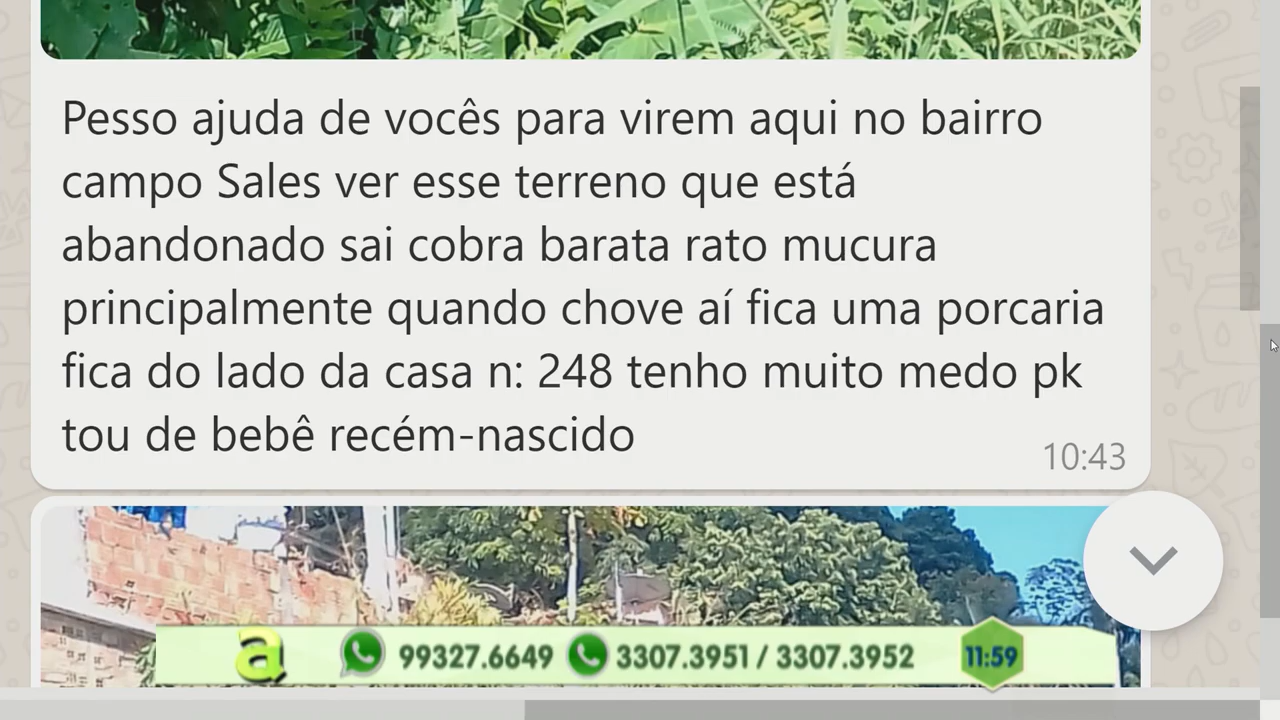 Pesso ajuda de vocês para virem aqui no bairro
campo Sales ver esse terreno que está
abandonado sai cobra barata rato mucura
principalmente quando chove aí fica uma porcaria
fica do lado da casa n: 248 tenho muito medo pk
tou de bebê recém-nascido
10:43
a 99327.6649 3307.3951 / 3307.3952 11:59